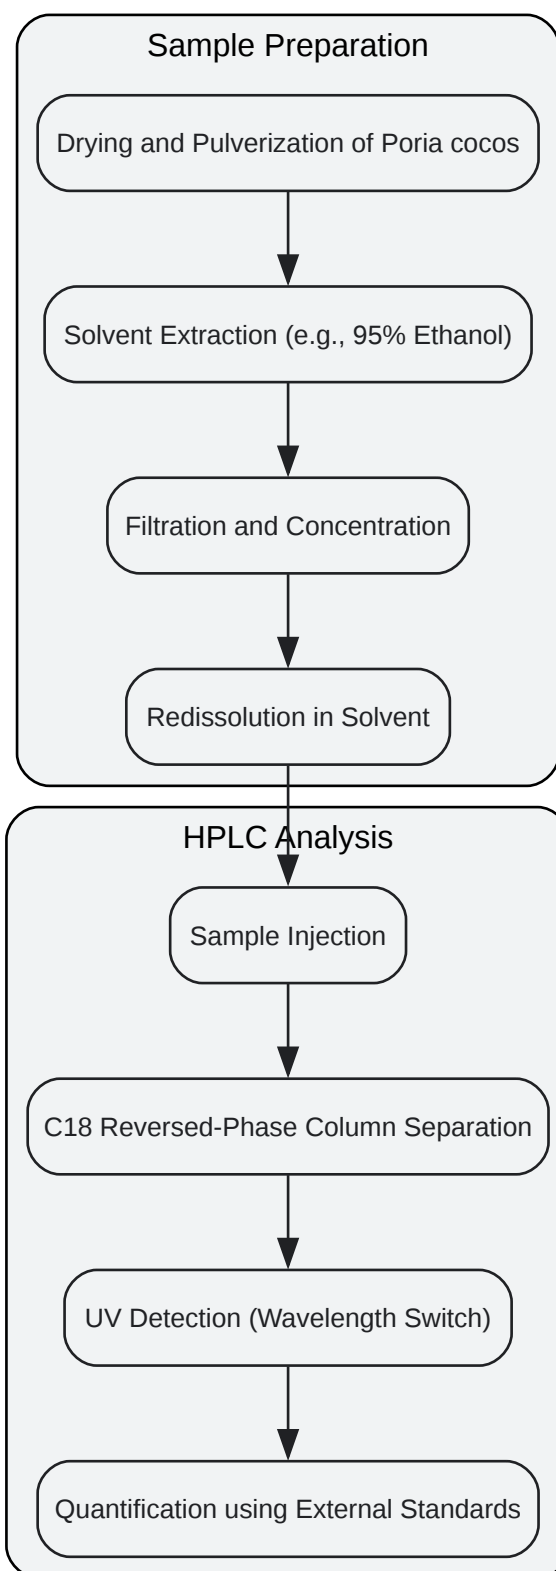 Sample Preparation
Drying and Pulverization of Poria cocos
Solvent Extraction (e.g., 95% Ethanol)
Filtration and Concentration
Redissolution in Solvent
HPLC Analysis
Sample Injection
C18 Reversed-Phase Column Separation
UV Detection (Wavelength Switch)
Quantification using External Standards